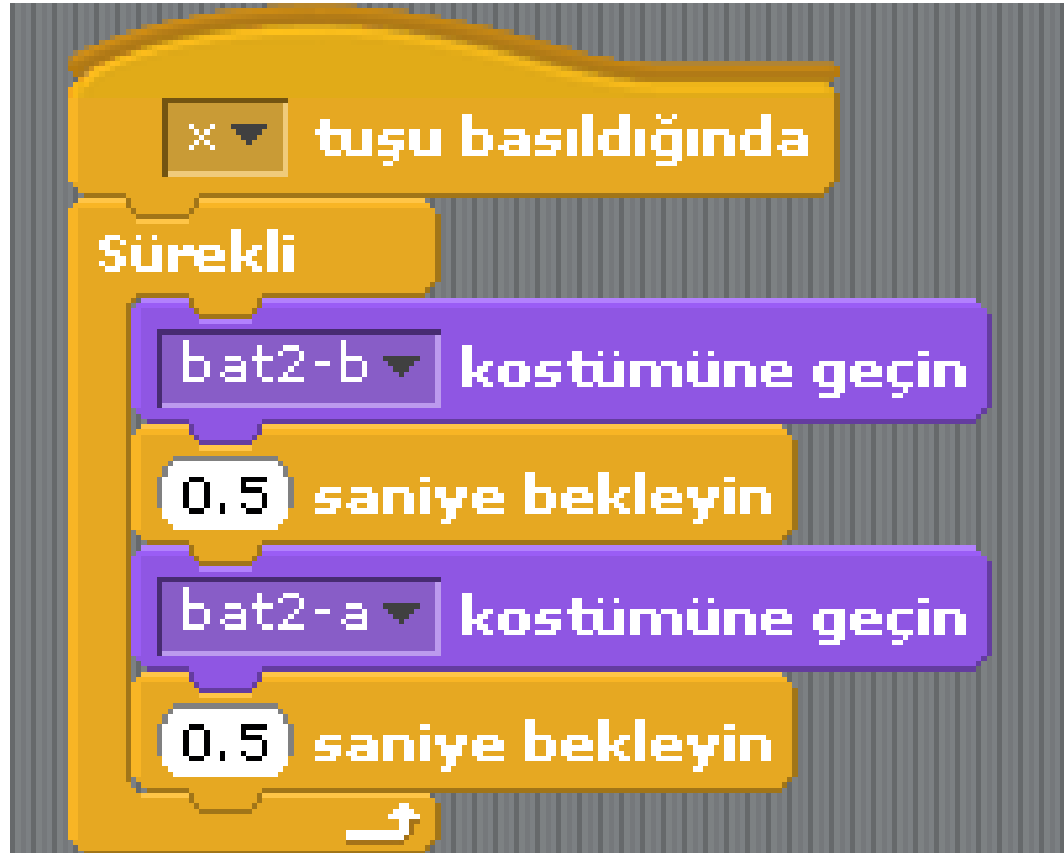 x tuşu basıldığında
Sürekli
bat2-b kostümüne geçin
0.5 saniye bekleyin
bat2-a kostümüne geçin
0.5 saniye bekleyin